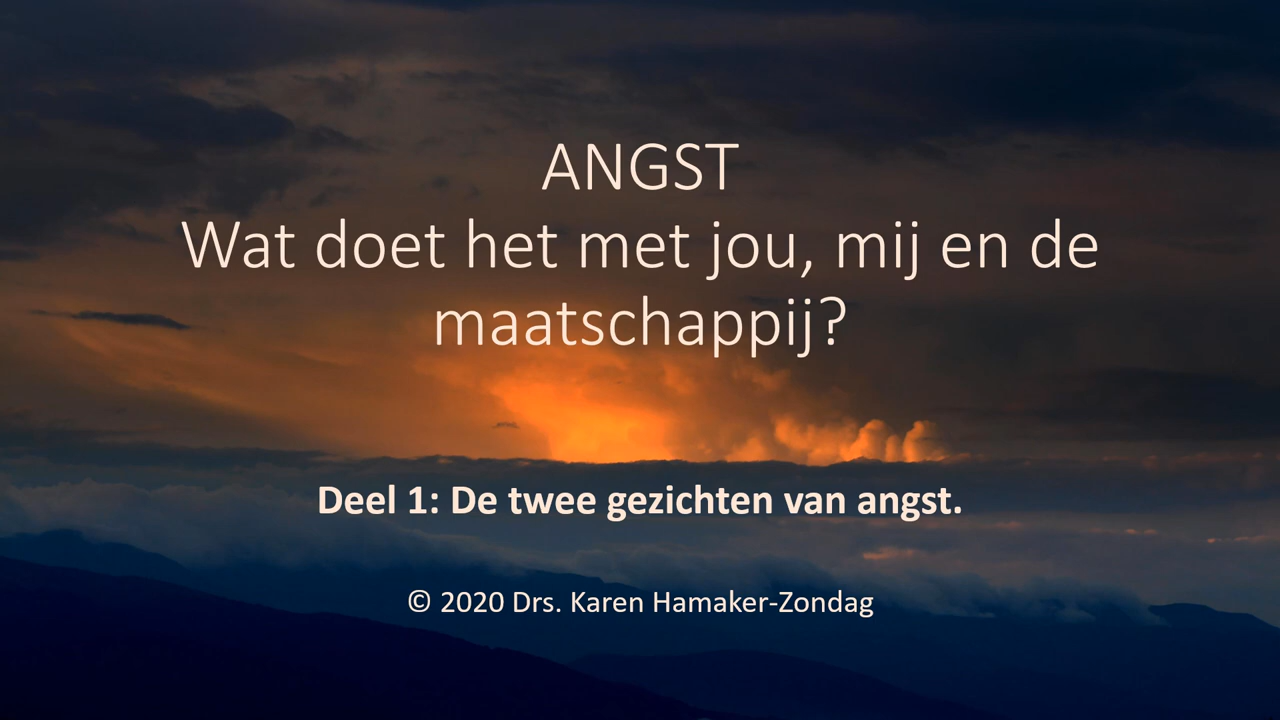 ANGST
Wat doet het met jou, mij en de
maatschappij?
Deel 1: De twee gezichten van angst.
© 2020 Drs. Karen Hamaker-Zondag